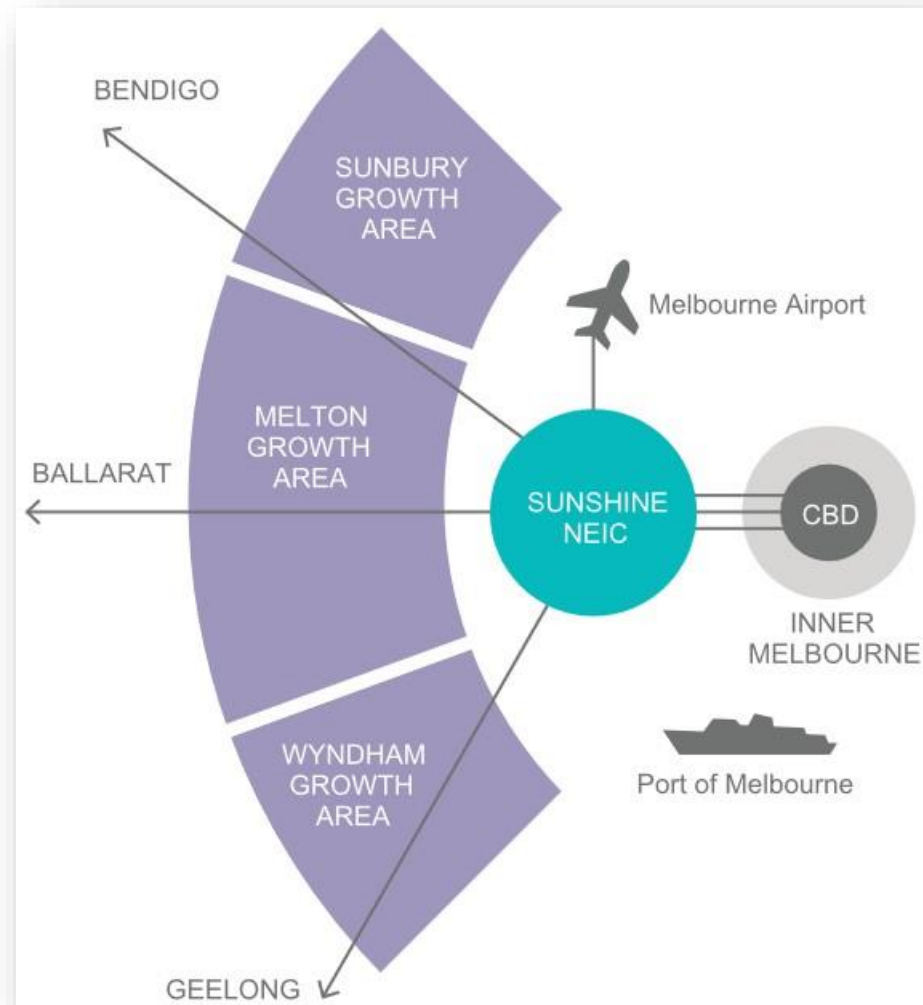 BENDIGO
SUNBURY
GROWTH
AREA
Melbourne Airport
MELTON
GROWTH
AREA
BALLARAT
SUNSHINE
NEIC
CBD
INNER
MELBOURNE
WYNDHAM
GROWTH
AREA
Port of Melbourne
GEELONG